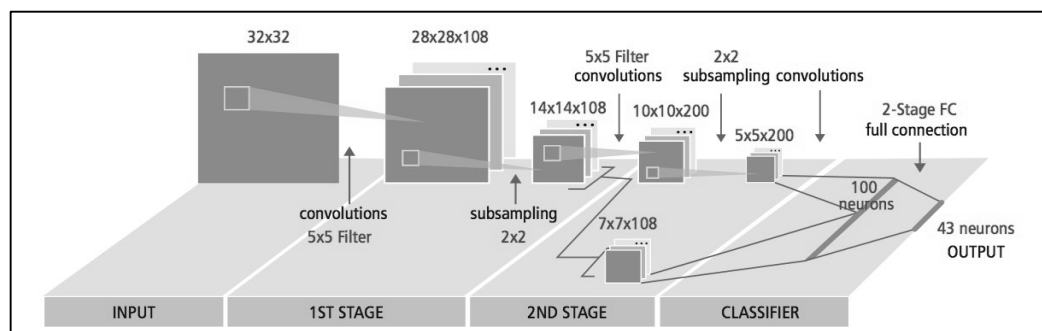 32x32
28x28x108
convolutions
5x5 Filter
14x14x108
subsampling
2x2
5x5 Filter
convolutions
10x10x200
7x7x108
2x2
subsampling
5x5x200
convolutions
2-Stage FC
full connection
100
neurons
43 neurons
OUTPUT
INPUT
1ST STAGE
2ND STAGE
CLASSIFIER